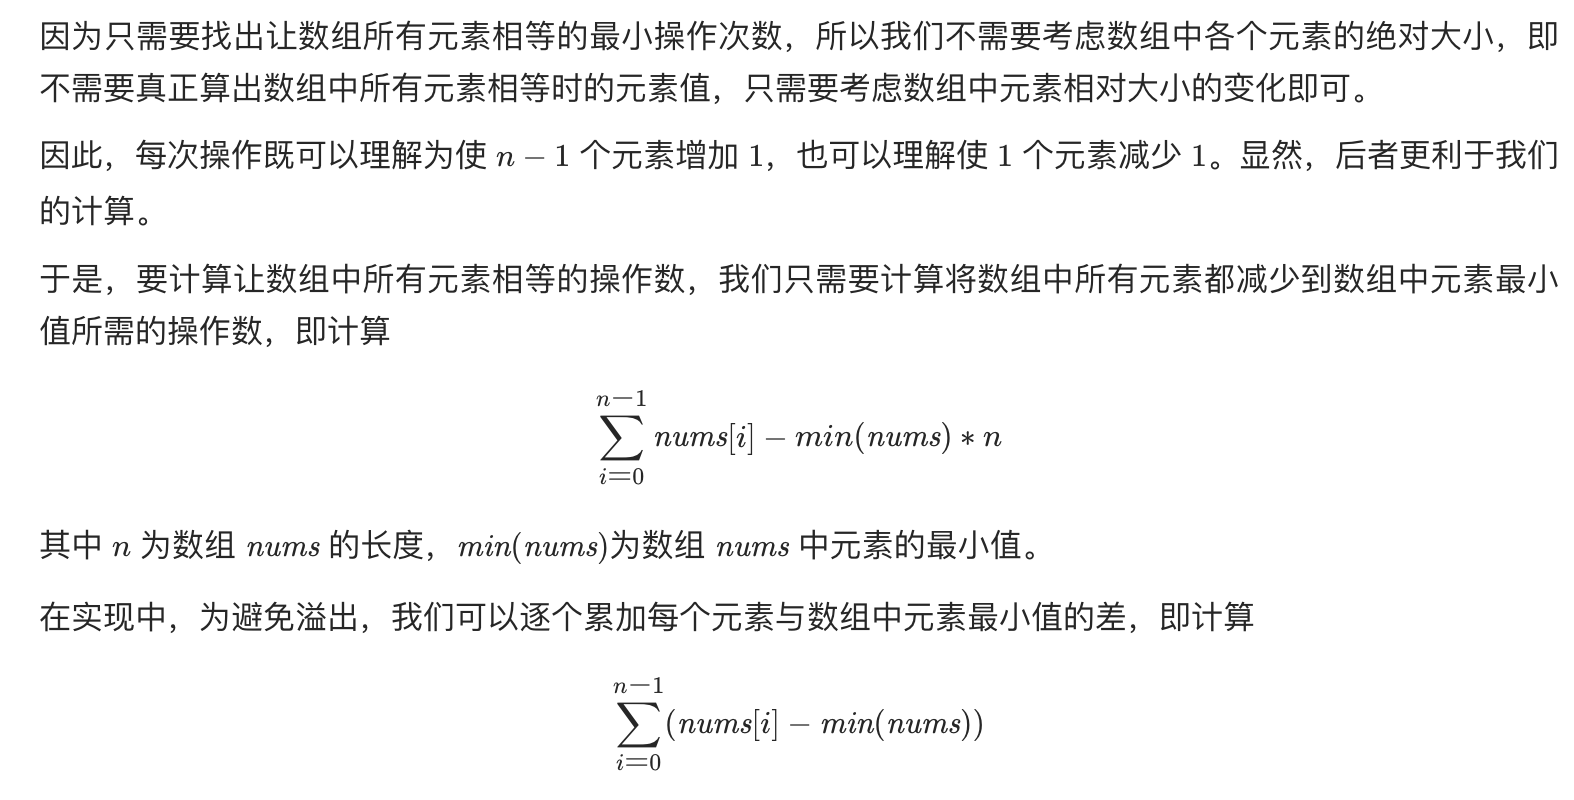 因为只需要找出让数组所有元素相等的最小操作次数，所以我们不需要考虑数组中各个元素的绝对大小，即
不需要真正算出数组中所有元素相等时的元素值，只需要考虑数组中元素相对大小的变化即可。
因此，每次操作既可以理解为使 n − 1 个元素增加 1，也可以理解使 1 个元素减少 1。显然，后者更利于我们
的计算。
于是，要计算让数组中所有元素相等的操作数，我们只需要计算将数组中所有元素都减少到数组中元素最小
值所需的操作数，即计算
n−1
∑ nums[i] − min(nums) ∗ n
i=0
其中 n 为数组 nums 的长度，min(nums)为数组 nums 中元素的最小值。
在实现中，为避免溢出，我们可以逐个累加每个元素与数组中元素最小值的差，即计算
n−1
∑(nums[i] − min(nums))
i=0